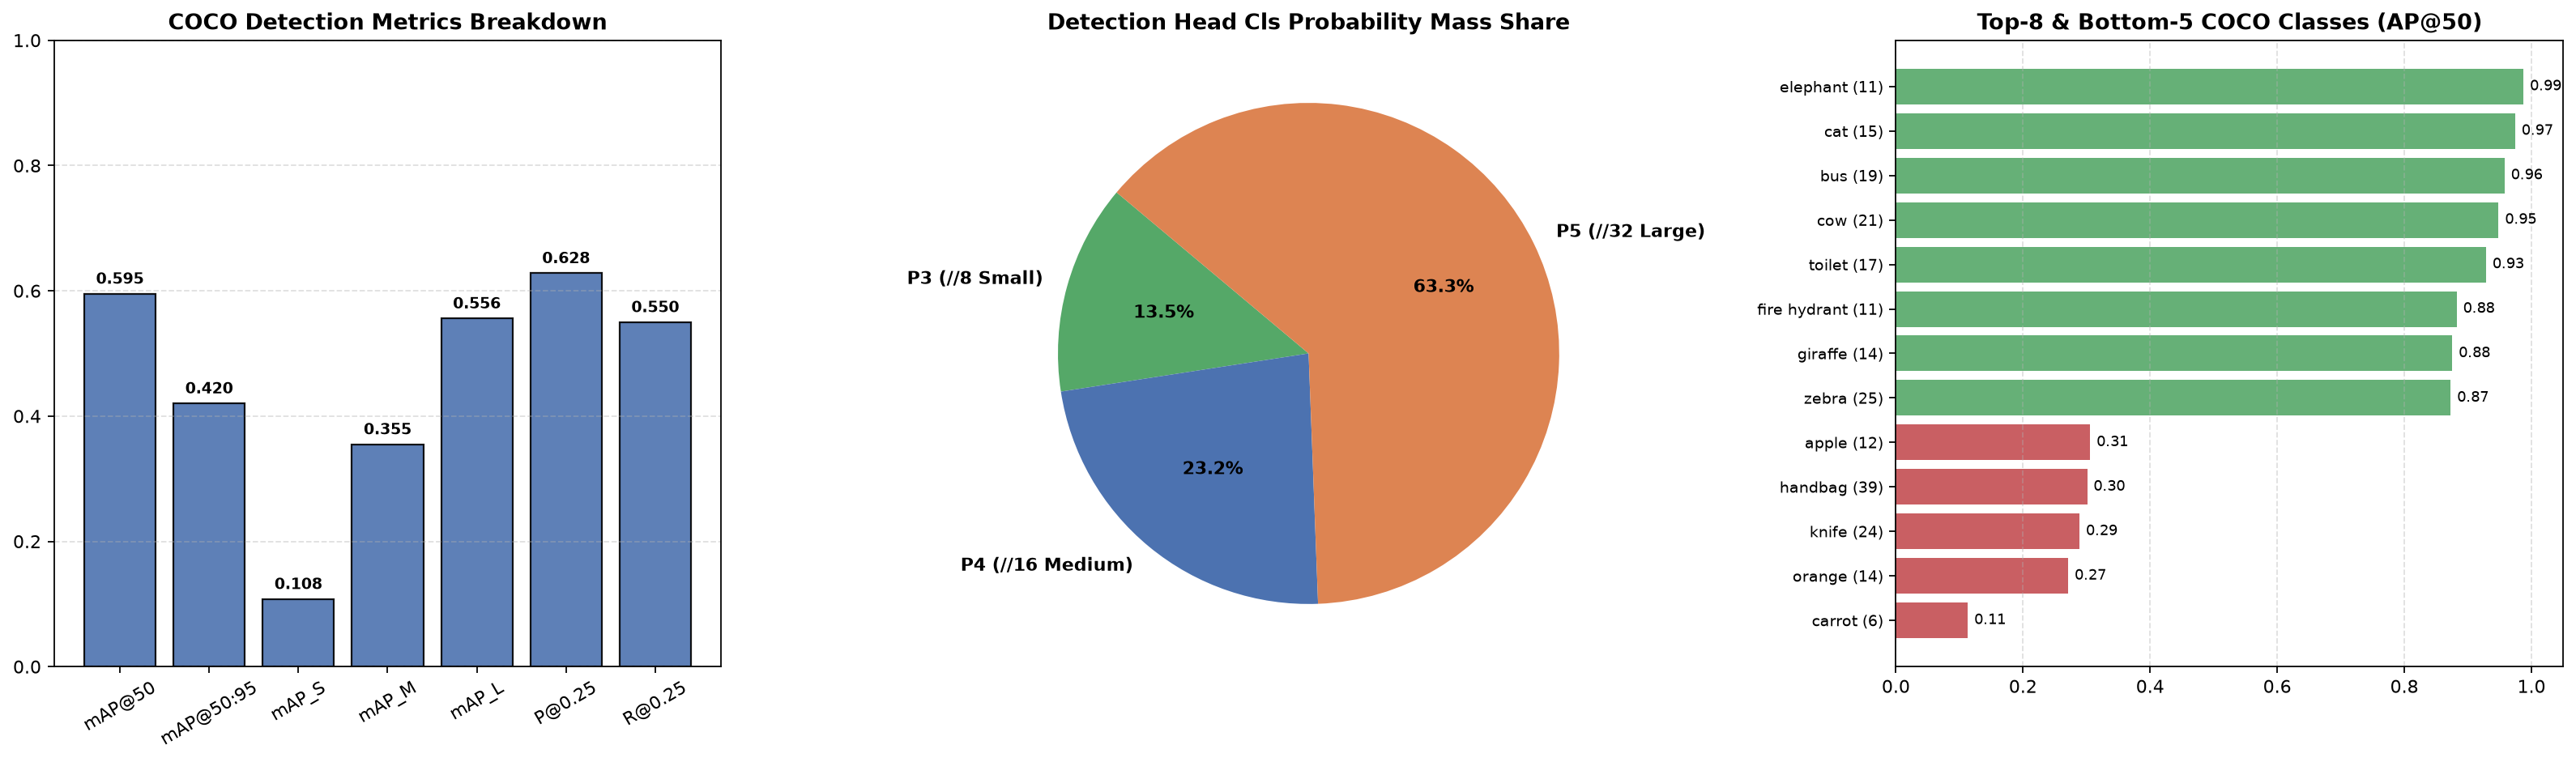 COCO Detection Metrics Breakdown
1.0
0.8
0.6
0.4
0.2
0.0
0.595
0.420
0.108
0.355
0.556
0.628
0.550
mAP@50
mAP@50:95
mAP_S
mAP_M
mAP_L
P@0.25
R@0.25
Detection Head Cls Probability Mass Share
P5 (//32 Large)
63.3%
P3 (//8 Small)
13.5%
23.2%
P4 (//16 Medium)
Top-8 & Bottom-5 COCO Classes (AP@50)
elephant (11) 0.99
cat (15) 0.97
bus (19) 0.96
cow (21) 0.95
toilet (17) 0.93
fire hydrant (11) 0.88
giraffe (14) 0.88
zebra (25) 0.87
apple (12) 0.31
handbag (39) 0.30
knife (24) 0.29
orange (14) 0.27
carrot (6) 0.11
0.0 0.2 0.4 0.6 0.8 1.0